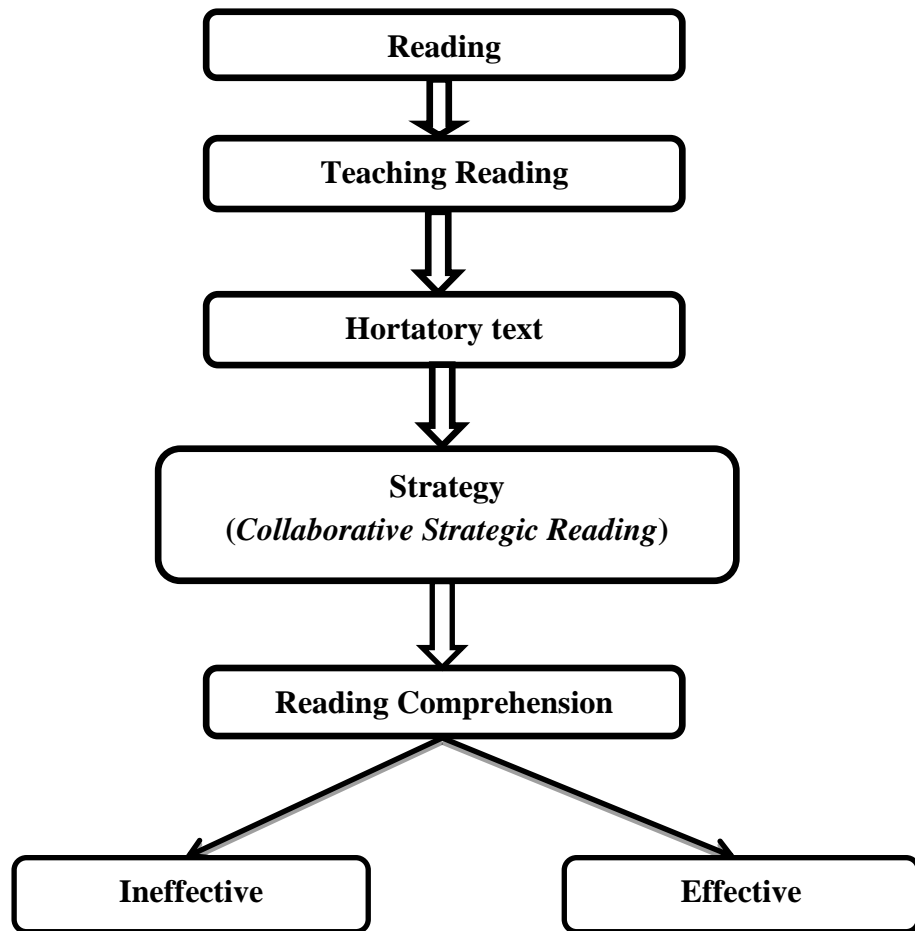 Reading
Teaching Reading
Hortatory text
Strategy
(Collaborative Strategic Reading)
Reading Comprehension
Ineffective
Effective